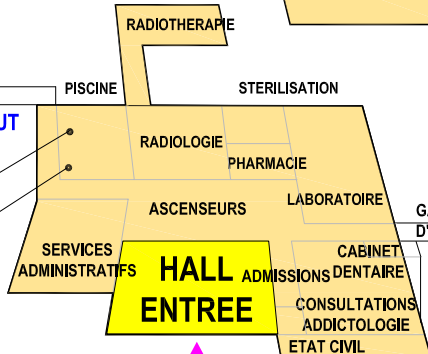 RADIOTHERAPIE
PISCINE
STERILISATION
UT
RADIOLOGIE
PHARMACIE
LABORATOIRE
ASCENSEURS
SERVICES
ADMINISTRATIFS
HALL
ENTREE
ADMISSIONS
CABINET
DENTAIRE
CONSULTATIONS
ADDICTOLOGIE
ETAT CIVIL